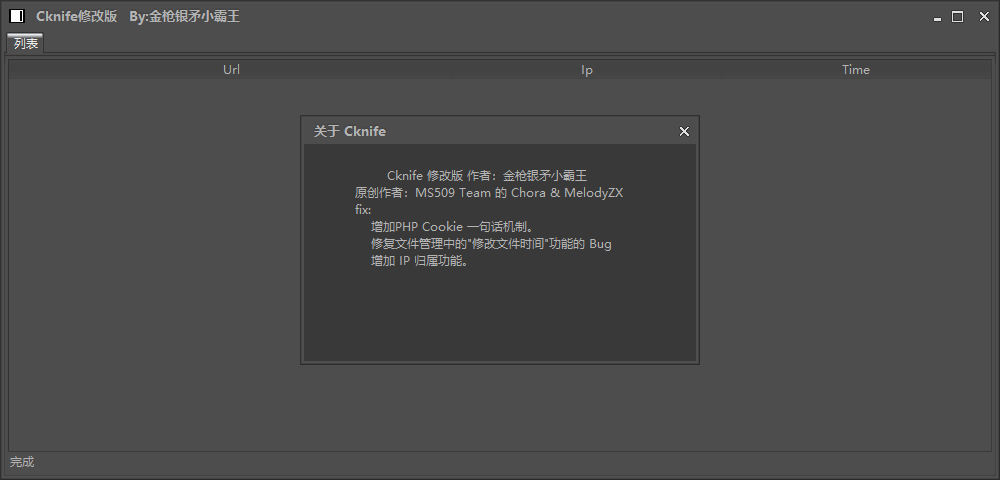 Cknife修改版 By:金枪银矛小霸王
列表
Url Ip Time
关于 Cknife
Cknife 修改版 作者：金枪银矛小霸王
原创作者：MS509 Team 的 Chora & MelodyZX
fix:
增加PHP Cookie 一句话机制。
修复文件管理中的"修改文件时间"功能的 Bug
增加 IP 归属功能。
完成